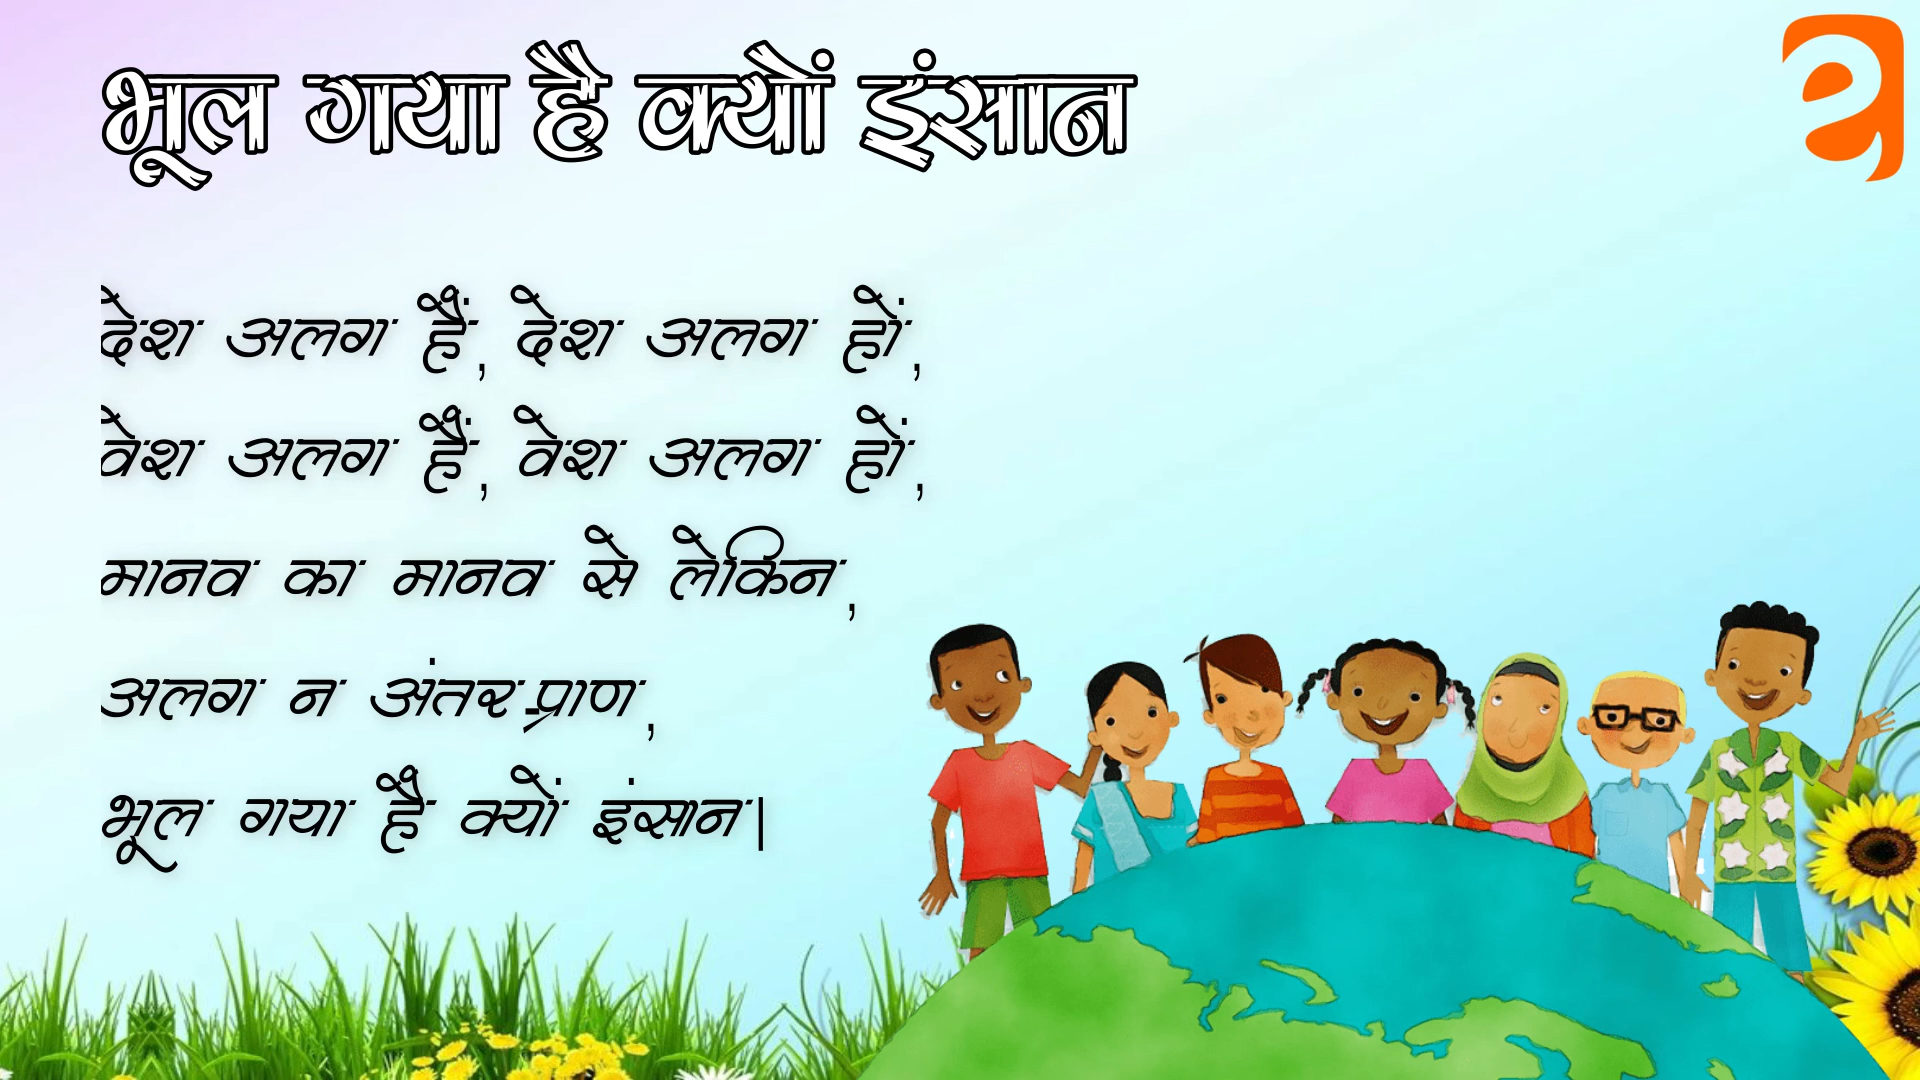 भूल गया है क्यों इंसान
देश अलग हैं, देश अलग हों,
वेश अलग हैं, वेश अलग हों,
मानव का मानव से लेकिन,
अलग न अंतर-प्राण,
भूल गया है क्यों इंसान|